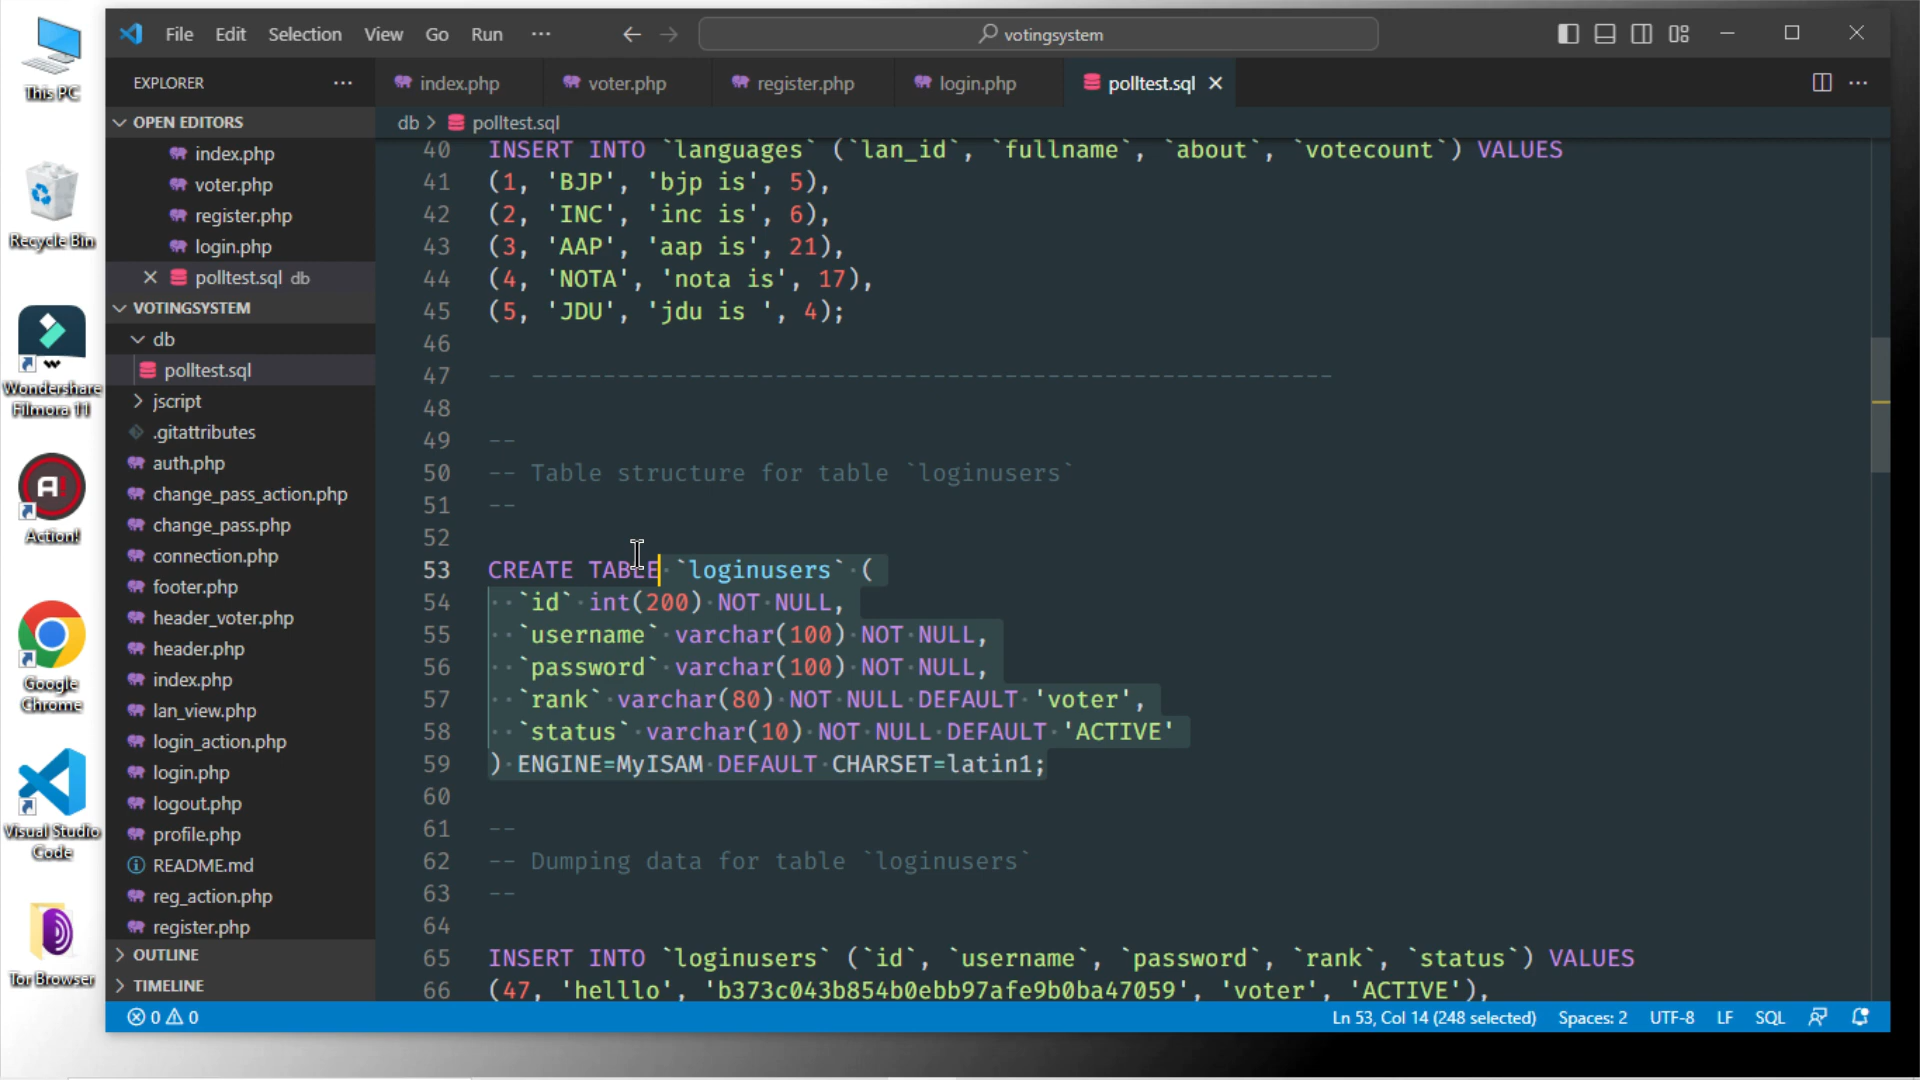 This PC
Recycle Bin
Wondershare
Filmora 11
Action!
Google
Chrome
Visual Studio
Code
Tor Browser
File Edit Selection View Go Run ···
votingsystem
EXPLORER ···
OPEN EDITORS
index.php
voter.php
register.php
login.php
polltest.sql db
VOTINGSYSTEM
db
polltest.sql
jscript
.gitattributes
auth.php
change_pass_action.php
change_pass.php
connection.php
footer.php
header_voter.php
header.php
index.php
lan_view.php
login_action.php
login.php
logout.php
profile.php
README.md
reg_action.php
register.php
OUTLINE
TIMELINE
index.php voter.php register.php login.php polltest.sql
db > polltest.sql
40 INSERT INTO `languages` (`lan_id`, `fullname`, `about`, `votecount`) VALUES
41 (1, 'BJP', 'bjp is', 5),
42 (2, 'INC', 'inc is', 6),
43 (3, 'AAP', 'aap is', 21),
44 (4, 'NOTA', 'nota is', 17),
45 (5, 'JDU', 'jdu is ', 4);
46
47 -- --------------------------------------------------------
48
49 --
50 -- Table structure for table `loginusers`
51 --
52
53 CREATE TABLE `loginusers` (
54 `id` int(200) NOT NULL,
55 `username` varchar(100) NOT NULL,
56 `password` varchar(100) NOT NULL,
57 `rank` varchar(80) NOT NULL DEFAULT 'voter',
58 `status` varchar(10) NOT NULL DEFAULT 'ACTIVE'
59 ) ENGINE=MyISAM DEFAULT CHARSET=latin1;
60
61 --
62 -- Dumping data for table `loginusers`
63 --
64
65 INSERT INTO `loginusers` (`id`, `username`, `password`, `rank`, `status`) VALUES
66 (47, 'helllo', 'b373c043b854b0ebb97afe9b0ba47059', 'voter', 'ACTIVE'),
0 0
Ln 53, Col 14 (248 selected) Spaces: 2 UTF-8 LF SQL